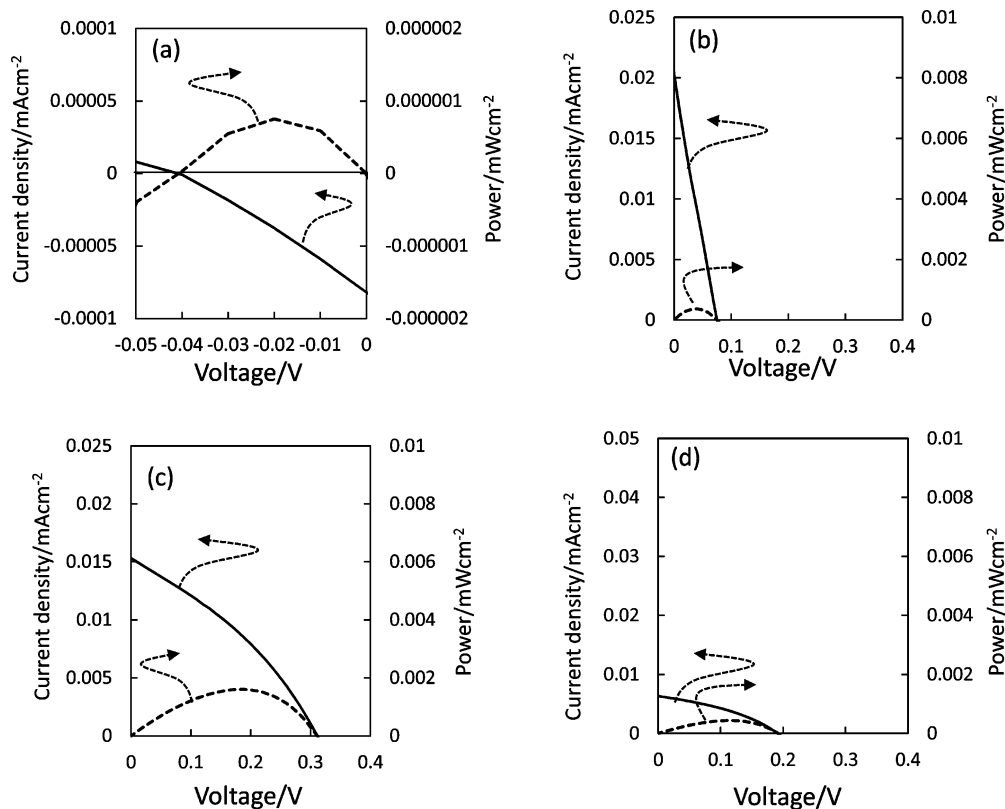 (a)
0.0001
0.00005
0
-0.00005
-0.0001
Current density/mAcm-2
0.000002
0.000001
0
-0.000001
-0.000002
Power/mWcm-2
-0.05 -0.04 -0.03 -0.02 -0.01 0
Voltage/V
(b)
0.025
0.02
0.015
0.01
0.005
0
Current density/mAcm-2
0.01
0.008
0.006
0.004
0.002
0
Power/mWcm-2
0 0.1 0.2 0.3 0.4
Voltage/V
(c)
0.025
0.02
0.015
0.01
0.005
0
Current density/mAcm-2
0.01
0.008
0.006
0.004
0.002
0
Power/mWcm-2
0 0.1 0.2 0.3 0.4
Voltage/V
(d)
0.05
0.04
0.03
0.02
0.01
0
Current density/mAcm-2
0.01
0.008
0.006
0.004
0.002
0
Power/mWcm-2
0 0.1 0.2 0.3 0.4
Voltage/V